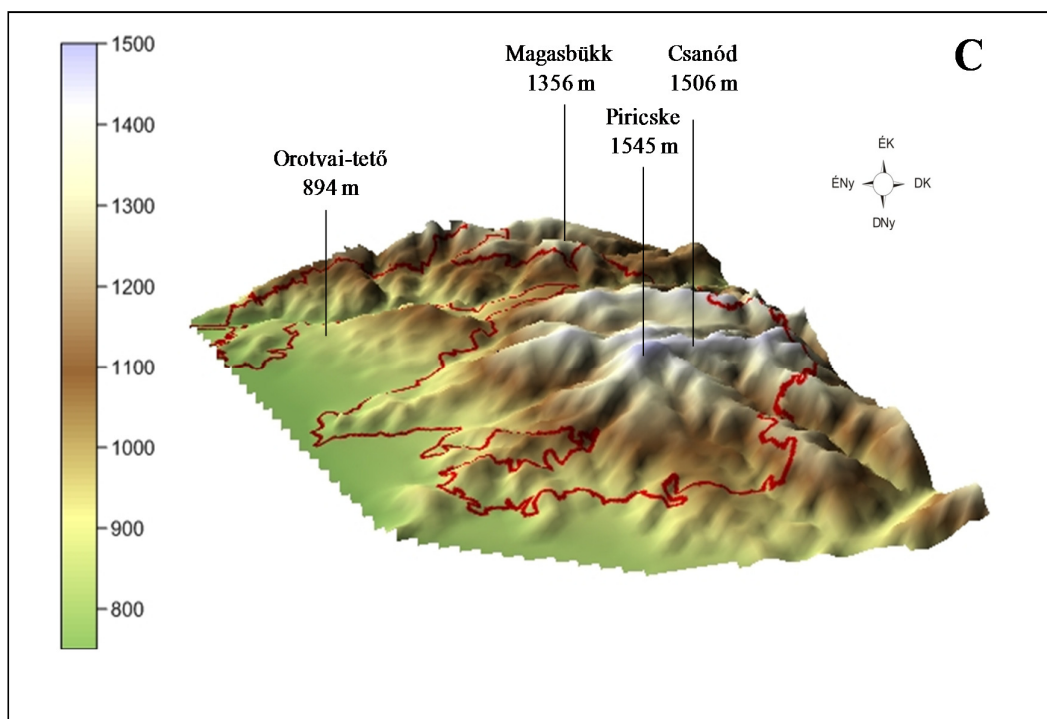 C
1500
1400
1300
1200
1100
1000
900
800
Magasbükk
1356 m
Csanód
1506 m
Piricske
1545 m
Orotvai-tető
894 m
ÉK
ÉNy
DK
DNy